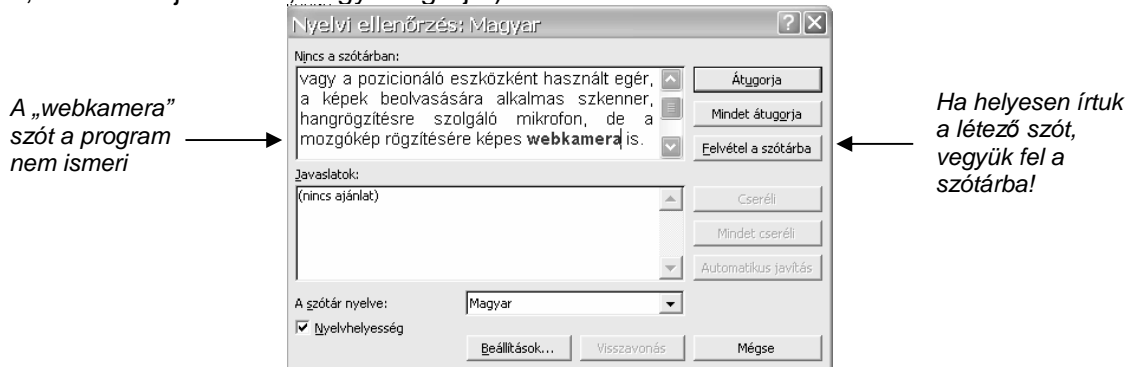 Nyelvi ellenőrzés: Magyar
Nincs a szótárban:
vagy a pozicionáló eszközként használt egér,
a képek beolvasására alkalmas szkenner,
hangrögzítésre szolgáló mikrofon, de a
mozgókép rögzítésére képes webkamera is.
Átugorja
Mindet átugorja
Felvétel a szótárba
A „webkamera”
szót a program
nem ismeri
Ha helyesen írtuk
a létező szót,
vegyük fel a
szótárba!
Javaslatok:
(nincs ajánlat)
Cseréli
Mindet cseréli
Automatikus javítás
A szótár nyelve:
Magyar
Nyelvhelyesség
Beállítások...
Visszavonás
Mégse